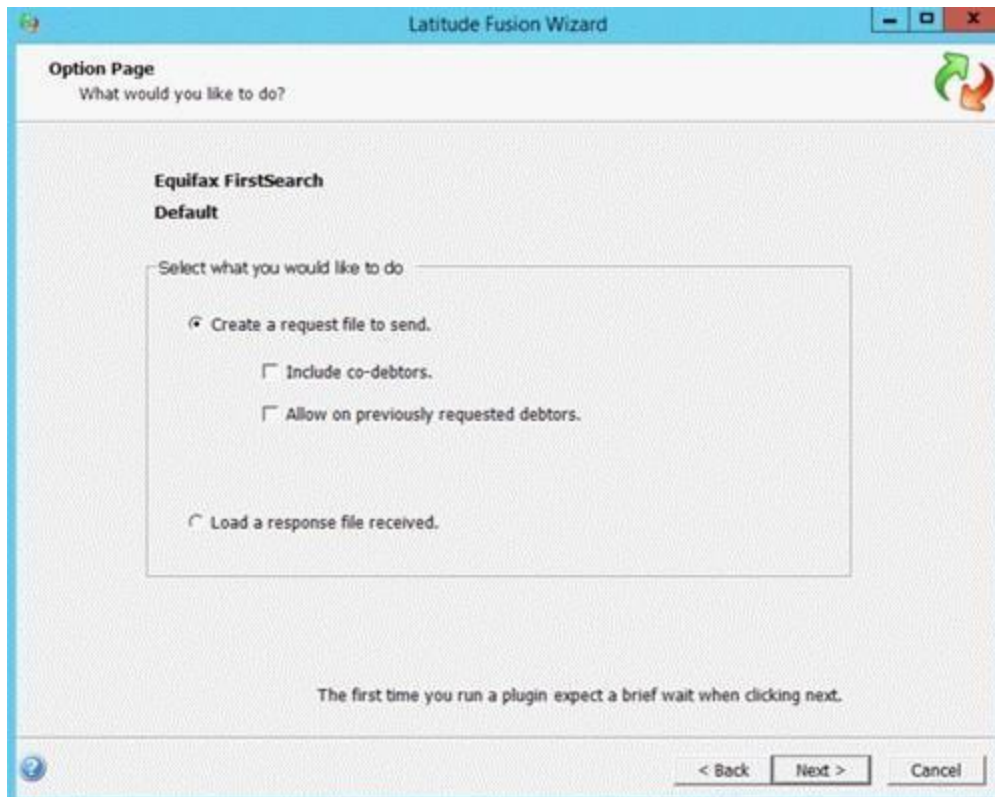 Latitude Fusion Wizard
Option Page
What would you like to do?
Equifax FirstSearch
Default
Select what you would like to do
Create a request file to send.
Include co-debtors.
Allow on previously requested debtors.
Load a response file received.
The first time you run a plugin expect a brief wait when clicking next.
< Back Next > Cancel